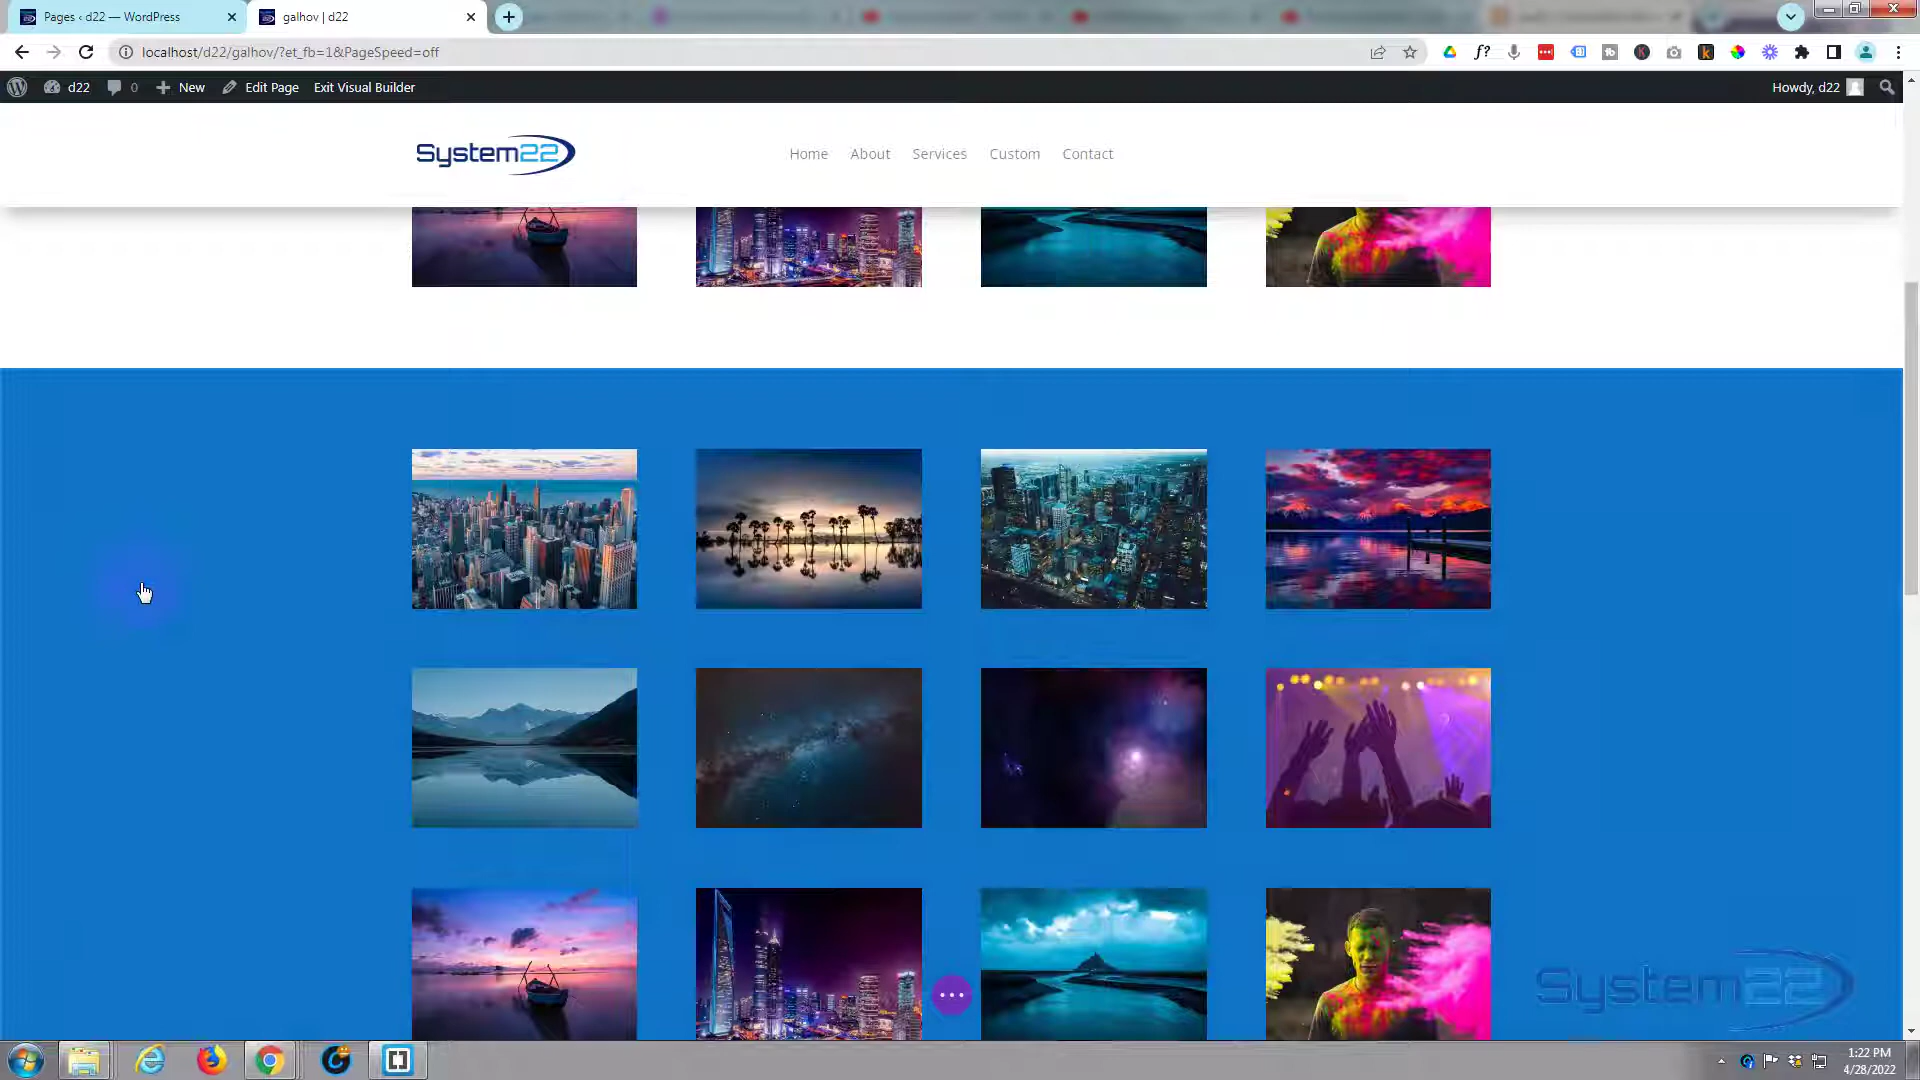 Pages ‹ d22 — WordPress
galhov | d22
localhost/d22/galhov/?et_fb=1&PageSpeed=off
d22
0
New
Edit Page
Exit Visual Builder
Howdy, d22
System22
Home
About
Services
Custom
Contact
System22
1:22 PM
4/28/2022